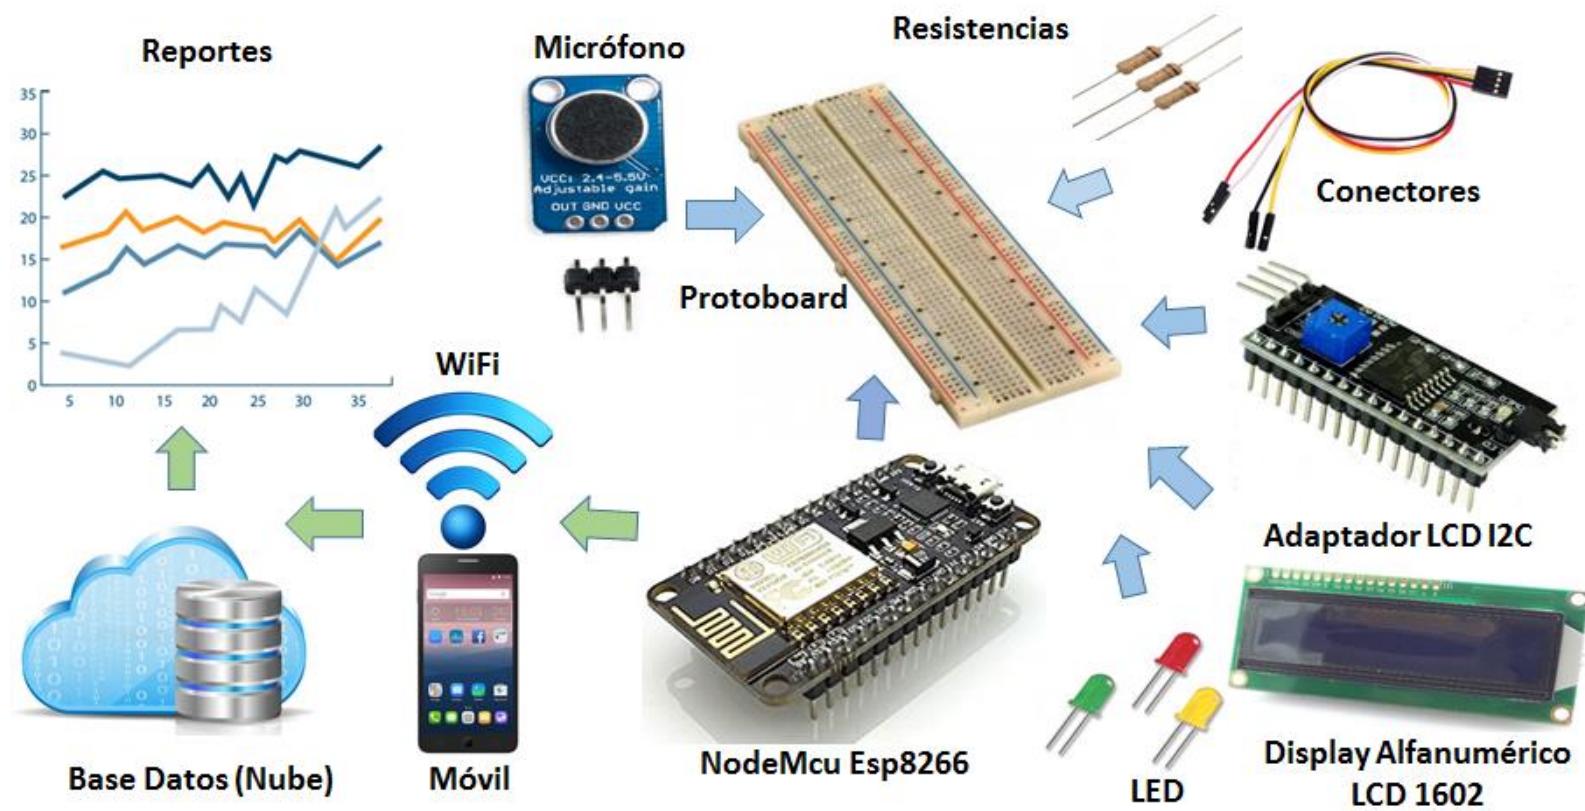 Reportes
Micrófono
Resistencias
35
30
25
20
15
10
5
0
5 10 15 20 25 30 35
VCC: 2.4-5.5V
Adjustable gain
OUT GND VCC
Conectores
Protoboard
WiFi
Adaptador LCD I2C
Base Datos (Nube)
Móvil
NodeMcu Esp8266
LED
Display Alfanumérico
LCD 1602